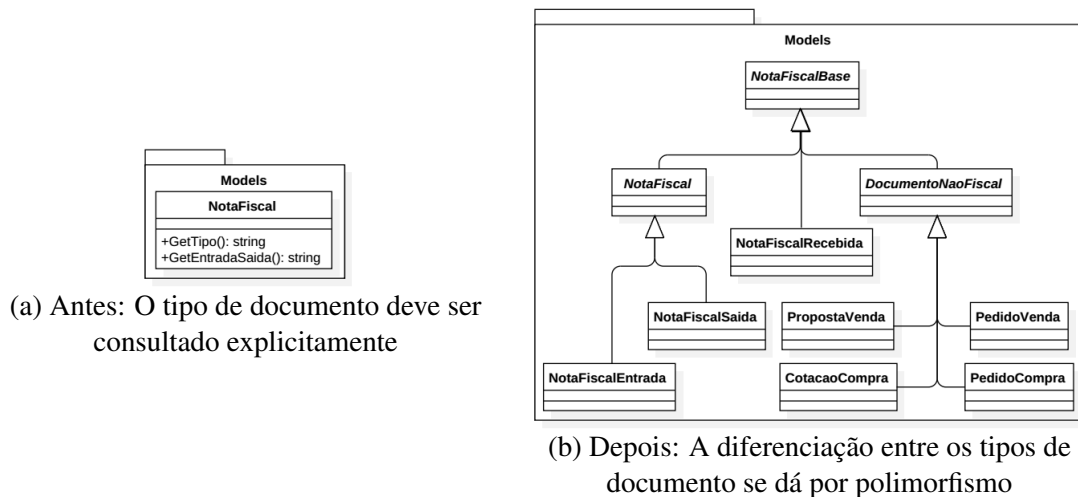 Models
NotaFiscal
+GetTipo(): string
+GetEntradaSaida(): string
(a) Antes: O tipo de documento deve ser
consultado explicitamente
Models
NotaFiscalBase
NotaFiscal
DocumentoNaoFiscal
NotaFiscalRecebida
NotaFiscalSaida
PropostaVenda
PedidoVenda
NotaFiscalEntrada
CotacaoCompra
PedidoCompra
(b) Depois: A diferenciação entre os tipos de
documento se dá por polimorfismo